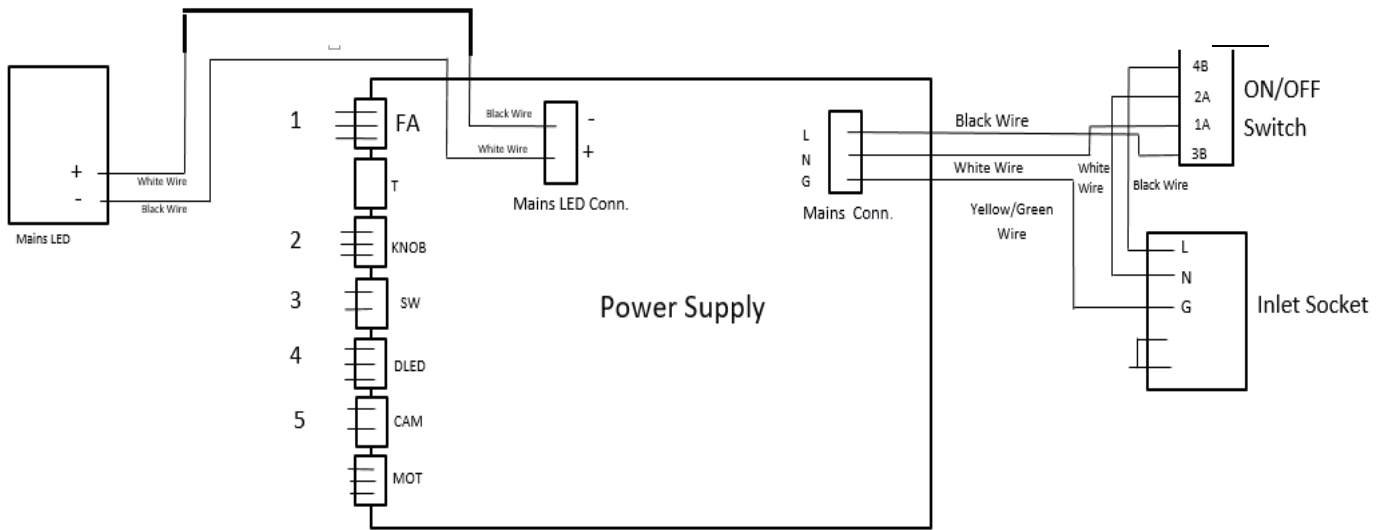 Mains LED
+
-
White Wire
Black Wire
1
FA
T
2
KNOB
3
SW
4
DLED
5
CAM
MOT
Black Wire
-
White Wire
+
Mains LED Conn.
Power Supply
L
N
G
Mains Conn.
Black Wire
White Wire
Yellow/Green
Wire
White
Wire
Black Wire
4B
2A
1A
3B
ON/OFF
Switch
L
N
G
Inlet Socket